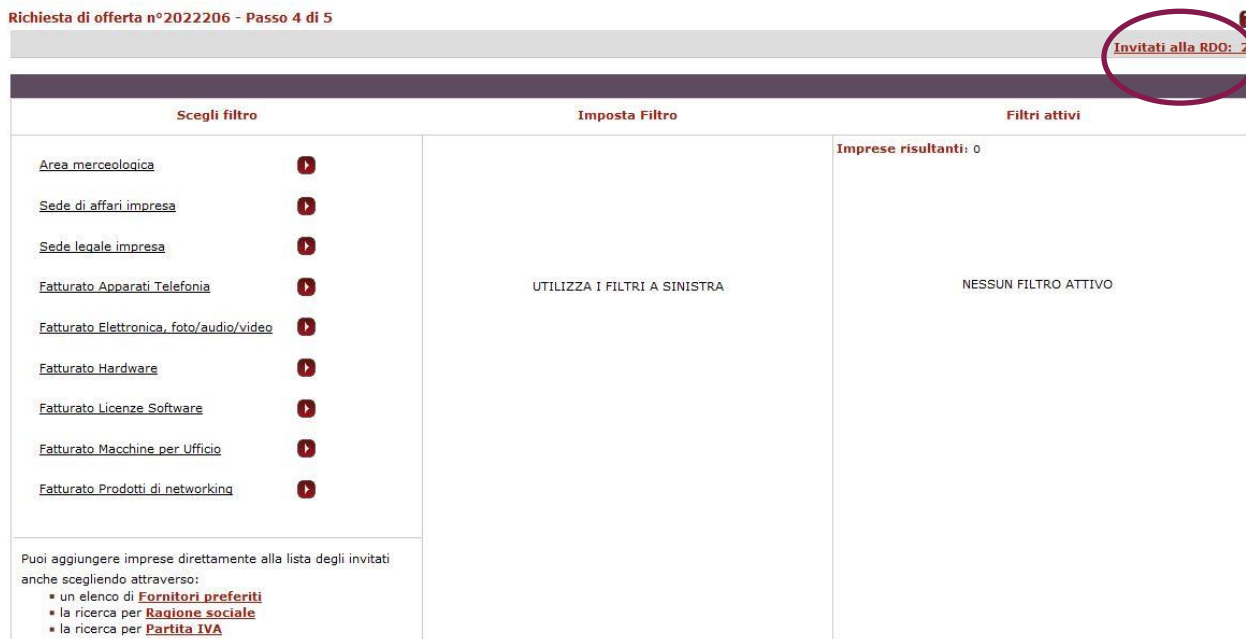 Richiesta di offerta n°2022206 - Passo 4 di 5
Invitati alla RDO: 2
Scegli filtro
Imposta Filtro
Filtri attivi
Imprese risultanti: 0
Area merceologica
Sede di affari impresa
Sede legale impresa
Fatturato Apparati Telefonia
UTILIZZA I FILTRI A SINISTRA
NESSUN FILTRO ATTIVO
Fatturato Elettronica, foto/audio/video
Fatturato Hardware
Fatturato Licenze Software
Fatturato Macchine per Ufficio
Fatturato Prodotti di networking
Puoi aggiungere imprese direttamente alla lista degli invitati
anche scegliendo attraverso:
▪ un elenco di Fornitori preferiti
▪ la ricerca per Ragione sociale
▪ la ricerca per Partita IVA